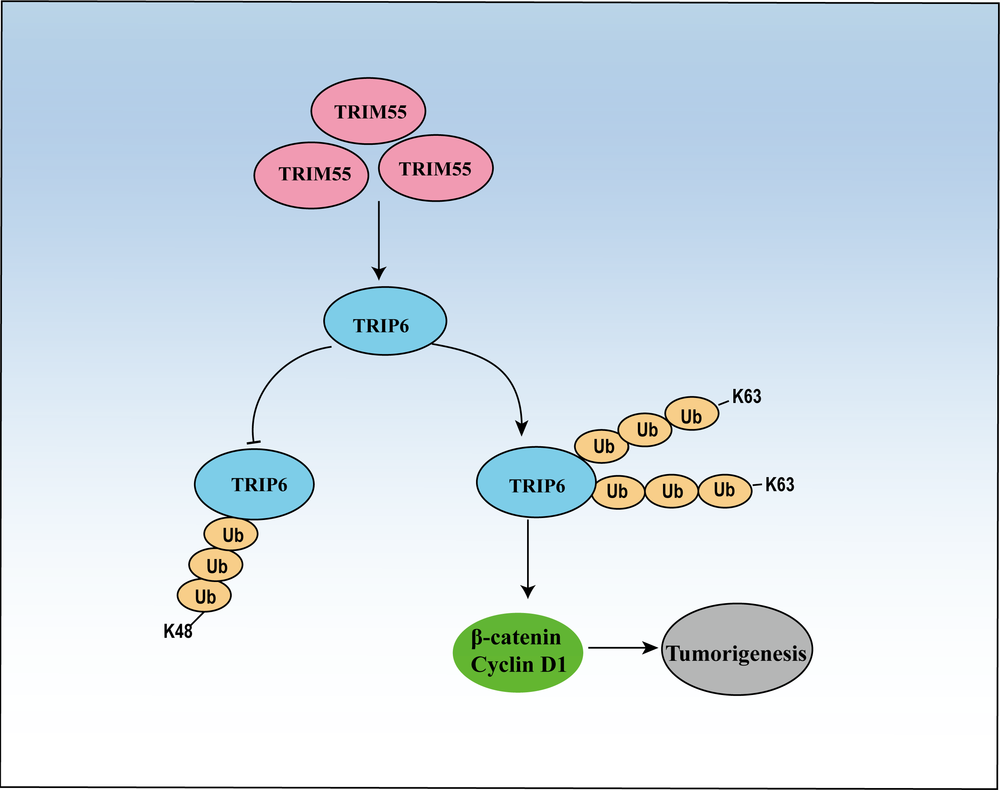 TRIM55
TRIM55
TRIM55
TRIP6
K63
Ub
Ub
Ub
TRIP6
TRIP6
Ub
Ub
Ub
K63
Ub
Ub
Ub
K48
β-catenin
Cyclin D1
Tumorigenesis